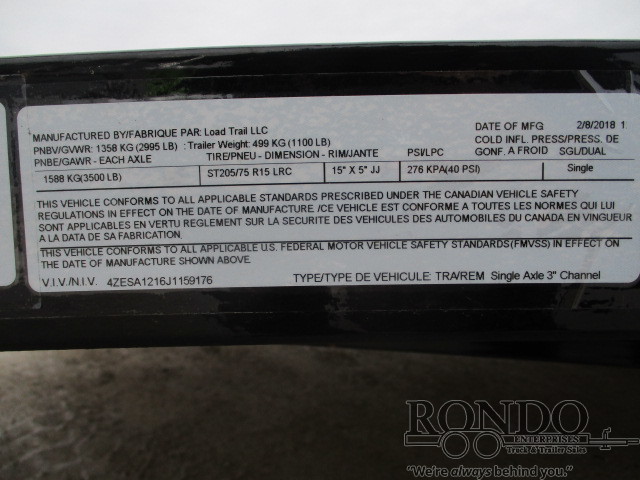 MANUFACTURED BY/FABRIQUE PAR: Load Trail LLC DATE OF MFG 2/8/2018 1
PNBV/GVWR: 1358 KG (2995 LB) : Trailer Weight: 499 KG (1100 LB) COLD INFL. PRESS/PRESS. DE
PNBE/GAWR - EACH AXLE TIRE/PNEU - DIMENSION - RIM/JANTE PSI/LPC GONF. A FROID SGL/DUAL
1588 KG(3500 LB) ST205/75 R15 LRC 15" X 5" JJ 276 KPA(40 PSI) Single
THIS VEHICLE CONFORMS TO ALL APPLICABLE STANDARDS PRESCRIBED UNDER THE CANADIAN VEHICLE SAFETY
REGULATIONS IN EFFECT ON THE DATE OF MANUFACTURE /CE VEHICULE EST CONFORME A TOUTES LES NORMES QUI LUI
SONT APPLICABLES EN VERTU REGLEMENT SUR LA SECURITE DES VEHICULES DES AUTOMOBILES DU CANADA EN VINGUEUR
A LA DATA DE SA FABRICATION.
THIS VEHICLE CONFORMS TO ALL APPLICABLE U.S. FEDERAL MOTOR VEHICLE SAFETY STANDARDS(FMVSS) IN EFFECT ON
THE DATE OF MANUFACTURE SHOWN ABOVE.
V.I.V./N.I.V. 4ZESA1216J1159176 TYPE/TYPE DE VEHICULE: TRA/REM Single Axle 3" Channel
RONDO
ENTERPRISES
Truck & Trailer Sales
"We're always behind you."